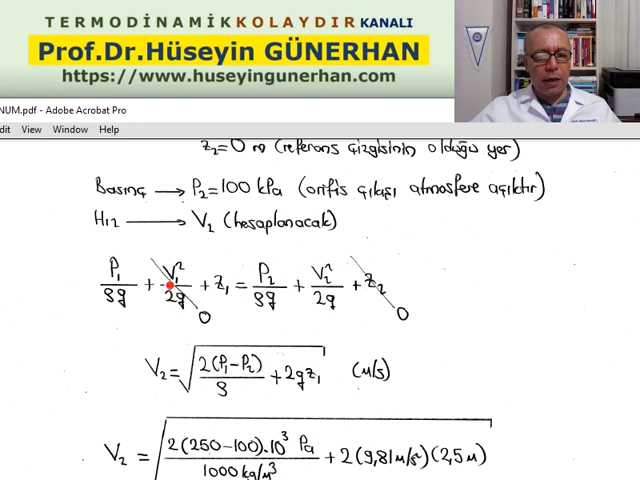 TERMODİNAMİKKOLAYDIR KANALI
Prof.Dr.Hüseyin GÜNERHAN
https://www.huseyingunerhan.com
NUM.pdf - Adobe Acrobat Pro
dit View Window Help
z₂=0 m (referans çizgisinin olduğu yer)
Basınç → P₂=100 kPa (orifis çıkışı atmosfere açıktır)
Hız → V₂ (hesaplanacak)
P₁/ρg + V₁²/2g + z₁ = P₂/ρg + V₂²/2g + z₂
0 0
V₂ = √(2(P₁-P₂)/ρ + 2gz₁) (m/s)
V₂ = √(2(250-100).10³ Pa/1000 kg/m³ + 2(9,81m/s²)(2,5m))